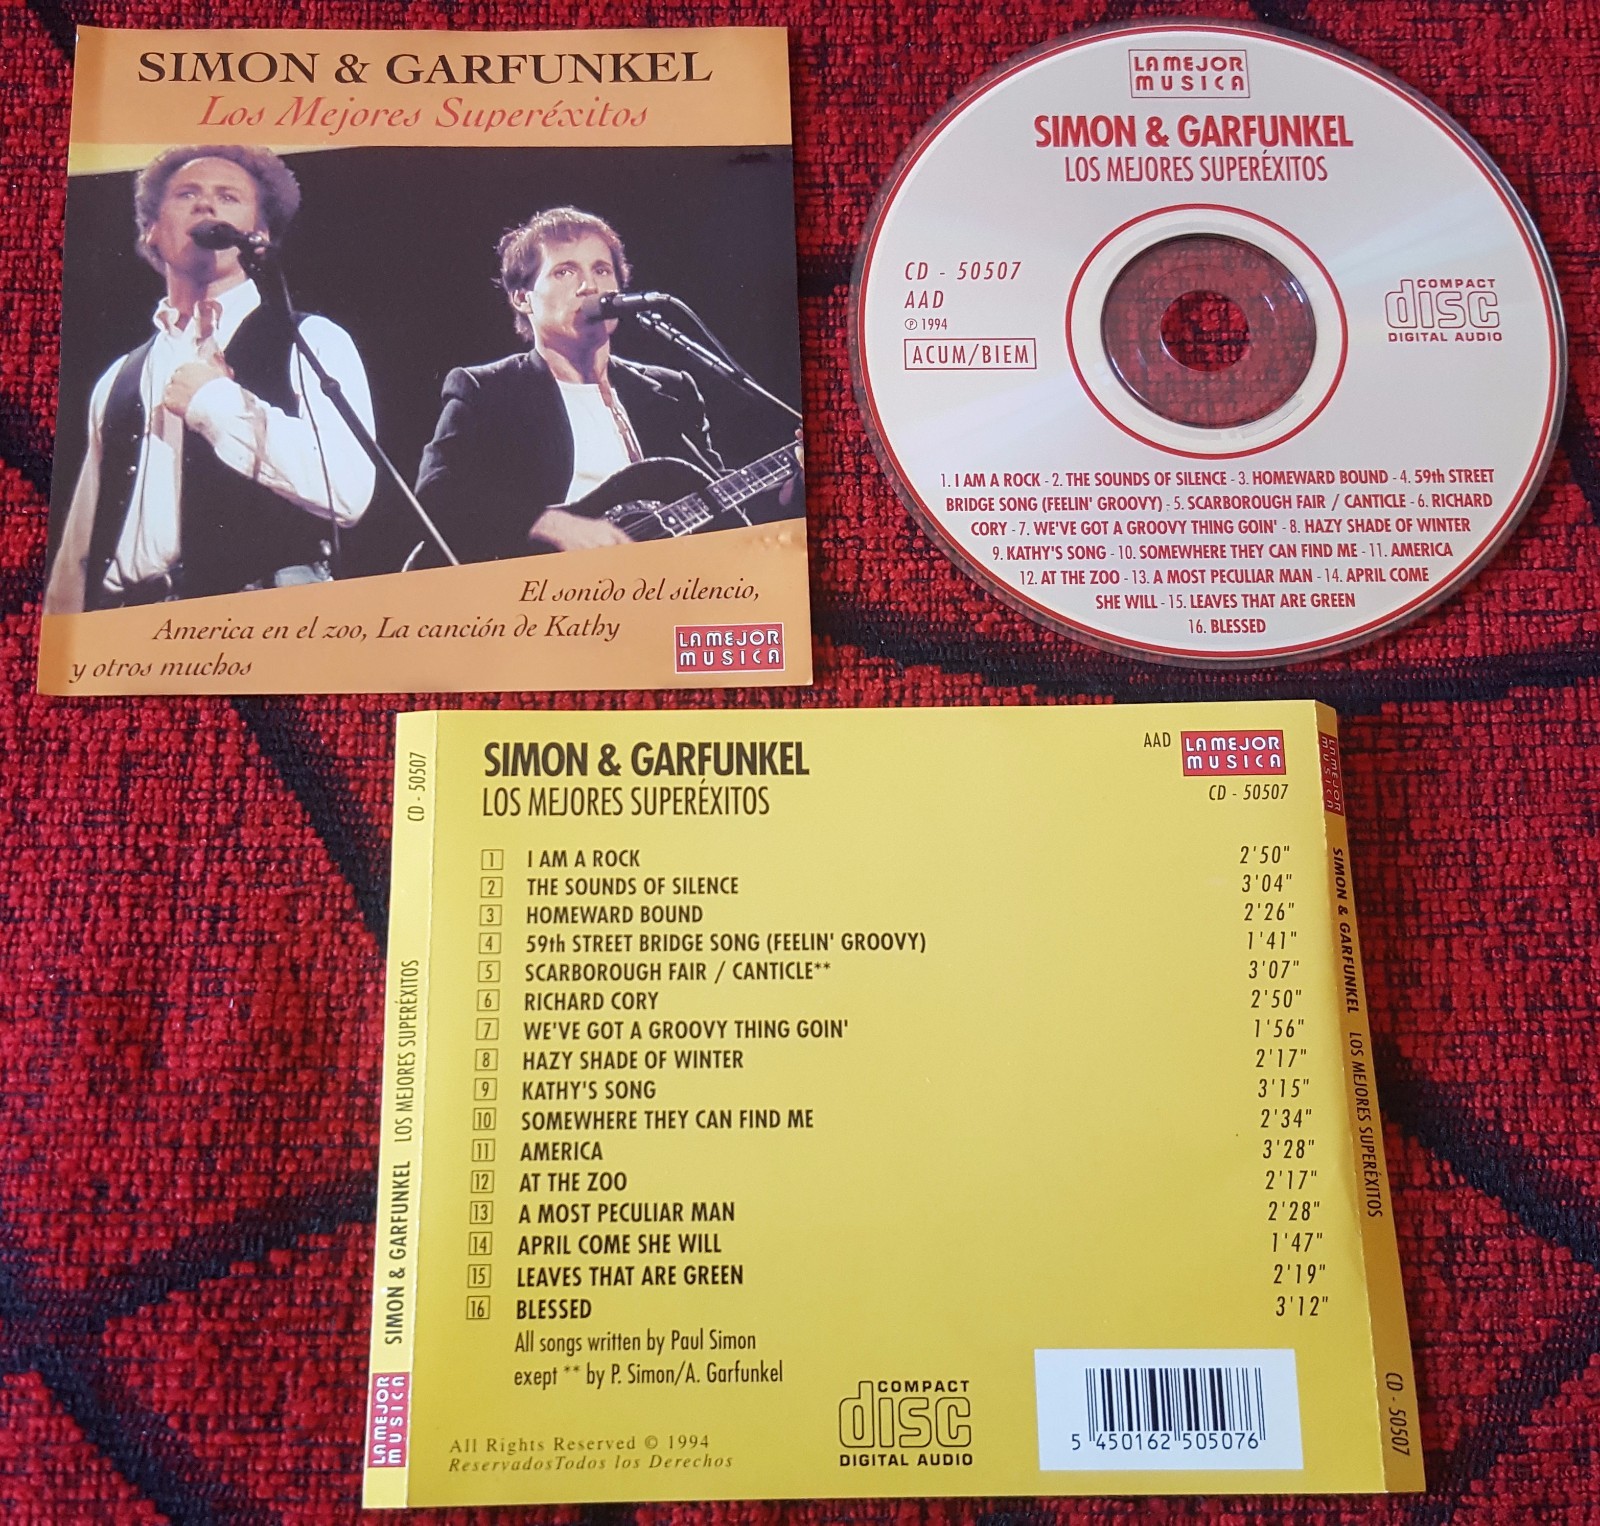 SIMON & GARFUNKEL
Los Mejores Superéxitos
El sonido del silencio,
America en el zoo, La canción de Kathy
y otros muchos
LA MEJOR
MUSICA
LA MEJOR
MUSICA
SIMON & GARFUNKEL
LOS MEJORES SUPERÉXITOS
CD - 50507
AAD
℗ 1994
ACUM/BIEM
COMPACT
disc
DIGITAL AUDIO
1. I AM A ROCK - 2. THE SOUNDS OF SILENCE - 3. HOMEWARD BOUND - 4. 59th STREET
BRIDGE SONG (FEELIN' GROOVY) - 5. SCARBOROUGH FAIR / CANTICLE - 6. RICHARD
CORY - 7. WE'VE GOT A GROOVY THING GOIN' - 8. HAZY SHADE OF WINTER
9. KATHY'S SONG - 10. SOMEWHERE THEY CAN FIND ME - 11. AMERICA
12. AT THE ZOO - 13. A MOST PECULIAR MAN - 14. APRIL COME
SHE WILL - 15. LEAVES THAT ARE GREEN
16. BLESSED
LA MEJOR
MUSICA
SIMON & GARFUNKEL LOS MEJORES SUPERÉXITOS CD - 50507
SIMON & GARFUNKEL
LOS MEJORES SUPERÉXITOS
AAD
LA MEJOR
MUSICA
CD - 50507
1 I AM A ROCK 2'50"
2 THE SOUNDS OF SILENCE 3'04"
3 HOMEWARD BOUND 2'26"
4 59th STREET BRIDGE SONG (FEELIN' GROOVY) 1'41"
5 SCARBOROUGH FAIR / CANTICLE** 3'07"
6 RICHARD CORY 2'50"
7 WE'VE GOT A GROOVY THING GOIN' 1'56"
8 HAZY SHADE OF WINTER 2'17"
9 KATHY'S SONG 3'15"
10 SOMEWHERE THEY CAN FIND ME 2'34"
11 AMERICA 3'28"
12 AT THE ZOO 2'17"
13 A MOST PECULIAR MAN 2'28"
14 APRIL COME SHE WILL 1'47"
15 LEAVES THAT ARE GREEN 2'19"
16 BLESSED 3'12"
All songs written by Paul Simon
exept ** by P. Simon/A. Garfunkel
All Rights Reserved © 1994
ReservadosTodos los Derechos
COMPACT
disc
DIGITAL AUDIO
5 450162 505076
LA MEJOR
MUSICA
SIMON & GARFUNKEL LOS MEJORES SUPERÉXITOS
CD - 50507